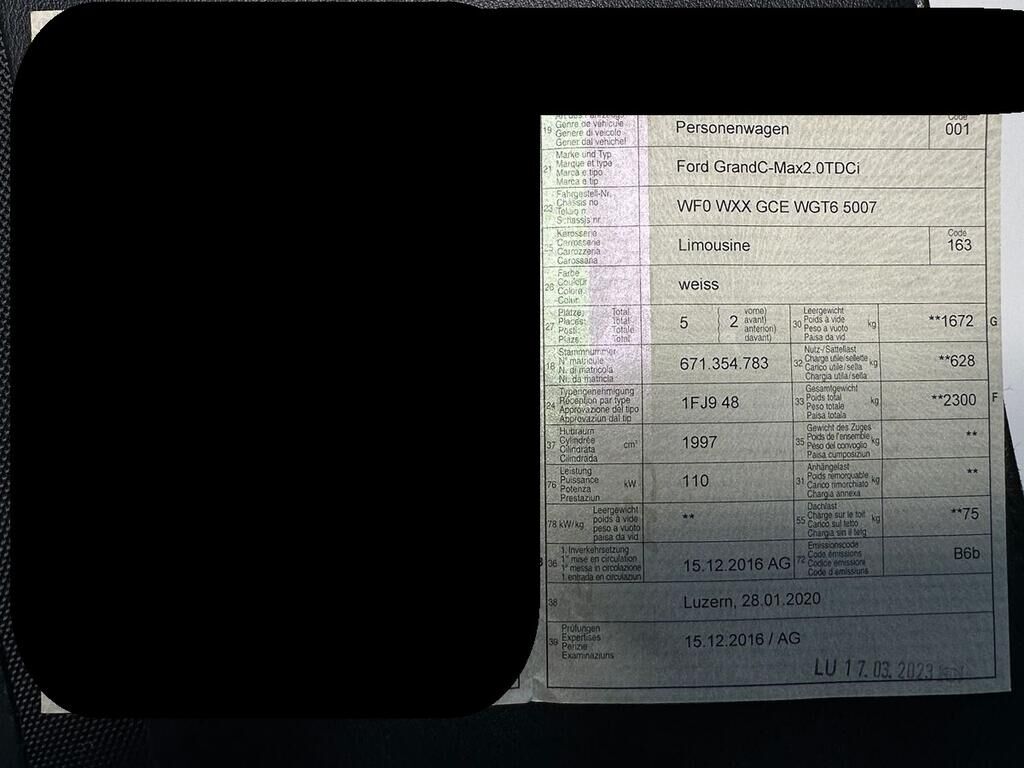 Code
19 Genre de véhicule
Genere di veicolo
Gener dal vehichel
Personenwagen
001
21 Marke und Typ
Marque et type
Marca e tipo
Marca e tip
Ford GrandC-Max2.0TDCi
23 Fahrgestell-Nr.
Chassis no
Telaio n.
Schassis nr.
WF0 WXX GCE WGT6 5007
25 Karosserie
Carrosserie
Carrozzeria
Carossaria
Limousine
Code
163
26 Farbe
Couleur
Colore
Colur
weiss
27 Plätze: Total
Places: Total
Posti: Totale
Plazs: Total
5
2
vorne)
avant)
anteriori)
davant)
30 Leergewicht
Poids à vide
Peso a vuoto
Paisa da vid
kg
**1672
G
18 Stammnummer
N° matricule
N. di matricola
Nr. da matricla
671.354.783
32 Nutz-/Sattellast
Charge utile/sellette
Carico utile/sella
Chargia utila/sella
kg
**628
24 Typengenehmigung
Réception par type
Approvazione del tipo
Approvaziun dal tip
1FJ9 48
33 Gesamtgewicht
Poids total
Peso totale
Paisa totala
kg
**2300
F
37 Hubraum
Cylindrée
Cilindrata
Cilindrada
cm³
1997
35 Gewicht des Zuges
Poids de l'ensemble
Peso del convoglio
Paisa cumposiziun
kg
**
76 Leistung
Puissance
Potenza
Prestaziun
kW
110
31 Anhängelast
Poids remorquable
Carico rimorchiato
Chargia annexa
kg
**
78 kW/kg
Leergewicht
poids à vide
peso a vuoto
paisa da vid
**
55 Dachlast
Charge sur le toit
Carico sul tetto
Chargia sin il tetg
kg
**75
36 1. Inverkehrsetzung
1re mise en circulation
1a messa in circolazione
1. entrada en circulaziun
15.12.2016 AG
72 Emissionscode
Code émissions
Codice emissioni
Code d'emissiuns
B6b
38
Luzern, 28.01.2020
39 Prüfungen
Expertises
Perizie
Examinaziuns
15.12.2016 / AG
LU 17. 03. 2023